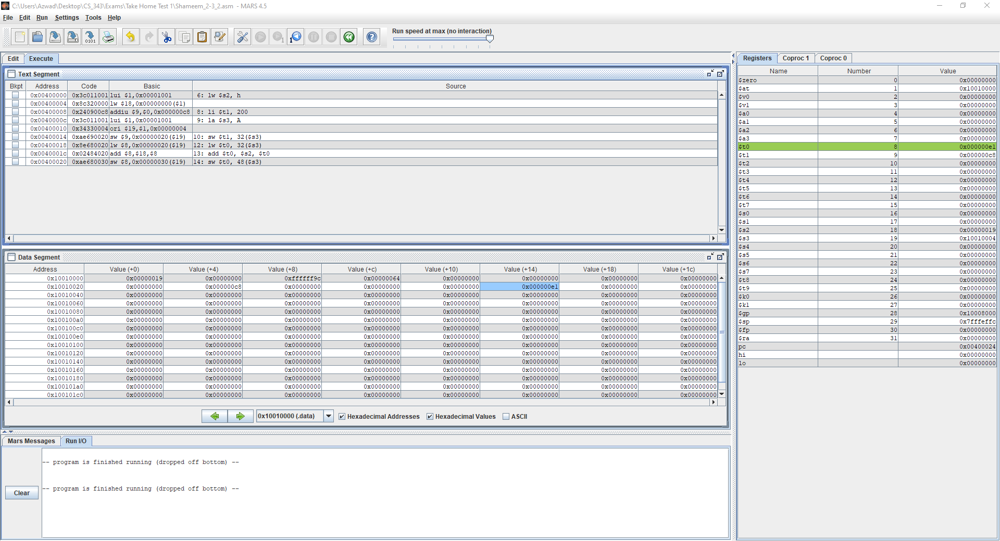 C:\Users\Azwad\Desktop\CS_343\Exams\Take Home Test 1\Shameem_2-3_2.asm - MARS 4.5
File Edit Run Settings Tools Help
Run speed at max (no interaction)
Edit Execute
Text Segment
Bkpt Address Code Basic Source
0x00400000 0x3c011001 lui $1,0x00001001 6: lw $s2, h
0x00400004 0x8c320000 lw $18,0x00000000($1)
0x00400008 0x240900c8 addiu $9,$0,0x000000c8 8: li $t1, 200
0x0040000c 0x3c011001 lui $1,0x00001001 9: la $s3, A
0x00400010 0x34330004 ori $19,$1,0x00000004
0x00400014 0xae690020 sw $9,0x00000020($19) 10: sw $t1, 32($s3)
0x00400018 0x8e680020 lw $8,0x00000020($19) 12: lw $t0, 32($s3)
0x0040001c 0x02484020 add $8,$18,$8 13: add $t0, $s2, $t0
0x00400020 0xae680030 sw $8,0x00000030($19) 14: sw $t0, 48($s3)
Data Segment
Address Value (+0) Value (+4) Value (+8) Value (+c) Value (+10) Value (+14) Value (+18) Value (+1c)
0x10010000 0x00000019 0x00000000 0xffffff9c 0x00000064 0x00000000 0x00000000 0x00000000 0x00000000
0x10010020 0x00000000 0x000000c8 0x00000000 0x00000000 0x00000000 0x000000e1 0x00000000 0x00000000
0x10010040 0x00000000 0x00000000 0x00000000 0x00000000 0x00000000 0x00000000 0x00000000 0x00000000
0x10010060 0x00000000 0x00000000 0x00000000 0x00000000 0x00000000 0x00000000 0x00000000 0x00000000
0x10010080 0x00000000 0x00000000 0x00000000 0x00000000 0x00000000 0x00000000 0x00000000 0x00000000
0x100100a0 0x00000000 0x00000000 0x00000000 0x00000000 0x00000000 0x00000000 0x00000000 0x00000000
0x100100c0 0x00000000 0x00000000 0x00000000 0x00000000 0x00000000 0x00000000 0x00000000 0x00000000
0x100100e0 0x00000000 0x00000000 0x00000000 0x00000000 0x00000000 0x00000000 0x00000000 0x00000000
0x10010100 0x00000000 0x00000000 0x00000000 0x00000000 0x00000000 0x00000000 0x00000000 0x00000000
0x10010120 0x00000000 0x00000000 0x00000000 0x00000000 0x00000000 0x00000000 0x00000000 0x00000000
0x10010140 0x00000000 0x00000000 0x00000000 0x00000000 0x00000000 0x00000000 0x00000000 0x00000000
0x10010160 0x00000000 0x00000000 0x00000000 0x00000000 0x00000000 0x00000000 0x00000000 0x00000000
0x10010180 0x00000000 0x00000000 0x00000000 0x00000000 0x00000000 0x00000000 0x00000000 0x00000000
0x100101a0 0x00000000 0x00000000 0x00000000 0x00000000 0x00000000 0x00000000 0x00000000 0x00000000
0x100101c0 0x00000000 0x00000000 0x00000000 0x00000000 0x00000000 0x00000000 0x00000000 0x00000000
0x10010000 (.data) Hexadecimal Addresses Hexadecimal Values ASCII
Mars Messages Run I/O
-- program is finished running (dropped off bottom) --
-- program is finished running (dropped off bottom) --
Clear
Registers Coproc 1 Coproc 0
Name Number Value
$zero 0 0x00000000
$at 1 0x10010000
$v0 2 0x00000000
$v1 3 0x00000000
$a0 4 0x00000000
$a1 5 0x00000000
$a2 6 0x00000000
$a3 7 0x00000000
$t0 8 0x000000e1
$t1 9 0x000000c8
$t2 10 0x00000000
$t3 11 0x00000000
$t4 12 0x00000000
$t5 13 0x00000000
$t6 14 0x00000000
$t7 15 0x00000000
$s0 16 0x00000000
$s1 17 0x00000000
$s2 18 0x00000019
$s3 19 0x10010004
$s4 20 0x00000000
$s5 21 0x00000000
$s6 22 0x00000000
$s7 23 0x00000000
$t8 24 0x00000000
$t9 25 0x00000000
$k0 26 0x00000000
$k1 27 0x00000000
$gp 28 0x10008000
$sp 29 0x7fffeffc
$fp 30 0x00000000
$ra 31 0x00000000
pc 0x00400024
hi 0x00000000
lo 0x00000000